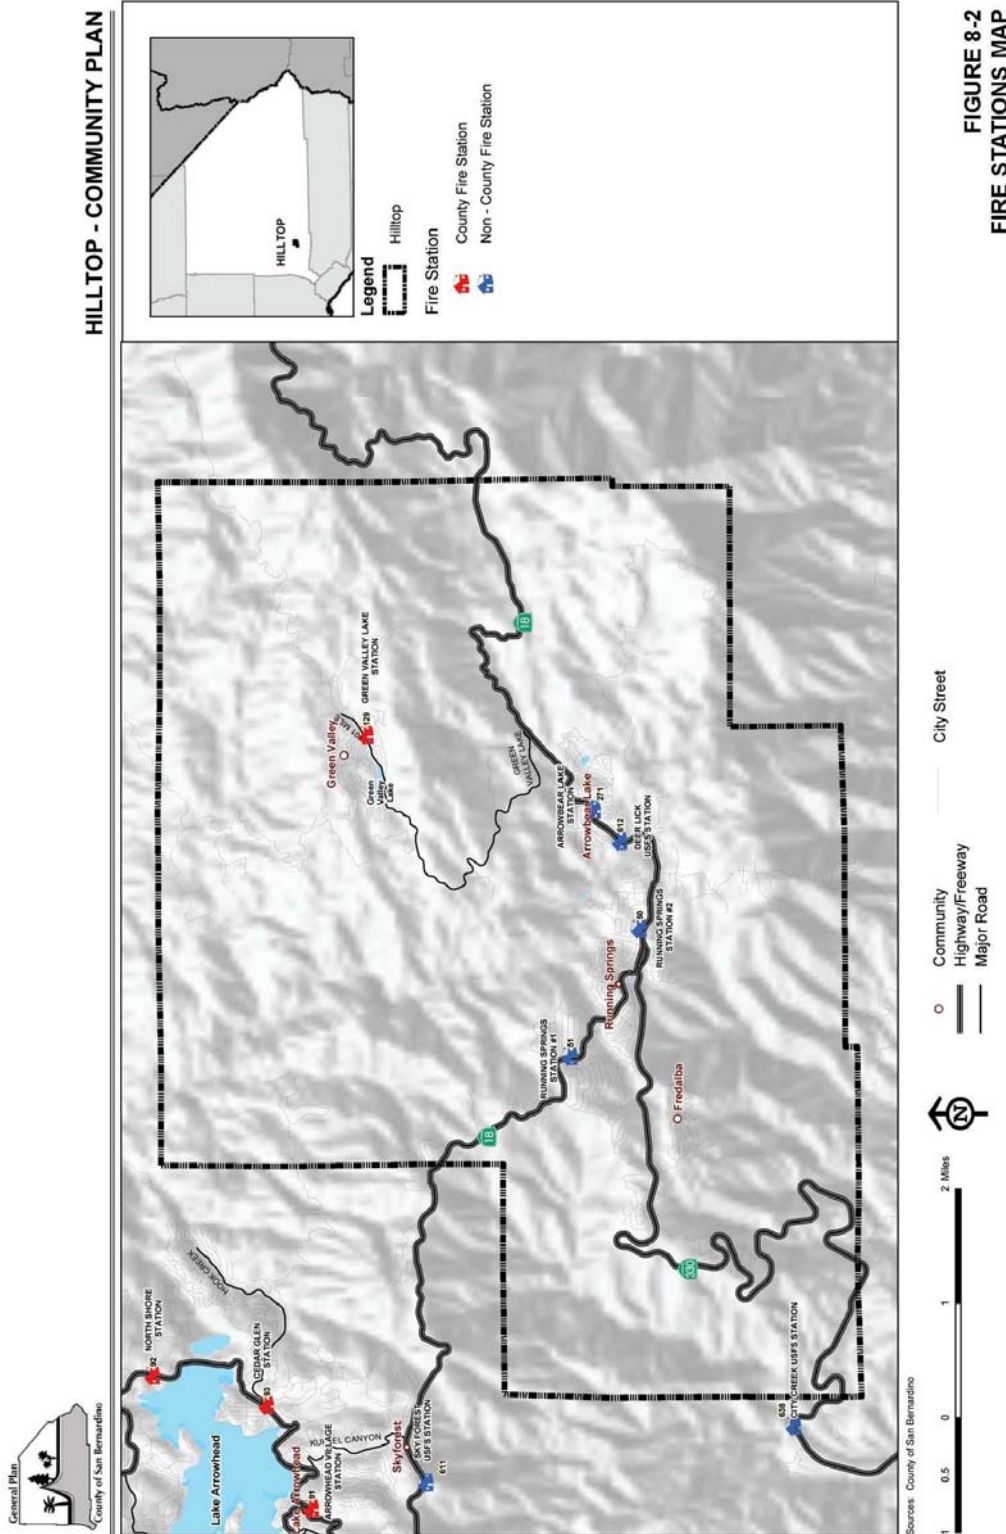 General Plan
County of San Bernardino
HILLTOP - COMMUNITY PLAN
HILLTOP
Legend
Hilltop
Fire Station
County Fire Station
Non - County Fire Station
92
NORTH SHORE
STATION
HOOK CREEK
Lake Arrowhead
93
CEDAR GLEN
STATION
Lake Arrowhead
91
ARROWHEAD VILLAGE
STATION
KUFFEL CANYON
Skyforest
SKY FOREST
USFS STATION
611
18
RUNNING SPRINGS
STATION #1
51
Running Springs
50
RUNNING SPRINGS
STATION #2
Fredalba
330
638
CITY CREEK USFS STATION
Green Valley
129
GREEN VALLEY LAKE
STATION
Green
Valley
Lake
GREEN
VALLEY LAKE
18
ARROWBEAR LAKE
STATION
Arrowbear Lake
271
612
DEER LICK
USFS STATION
Sources: County of San Bernardino
1
0.5
0
1
2 Miles
N
Community
Highway/Freeway
Major Road
City Street
FIGURE 8-2
FIRE STATIONS MAP